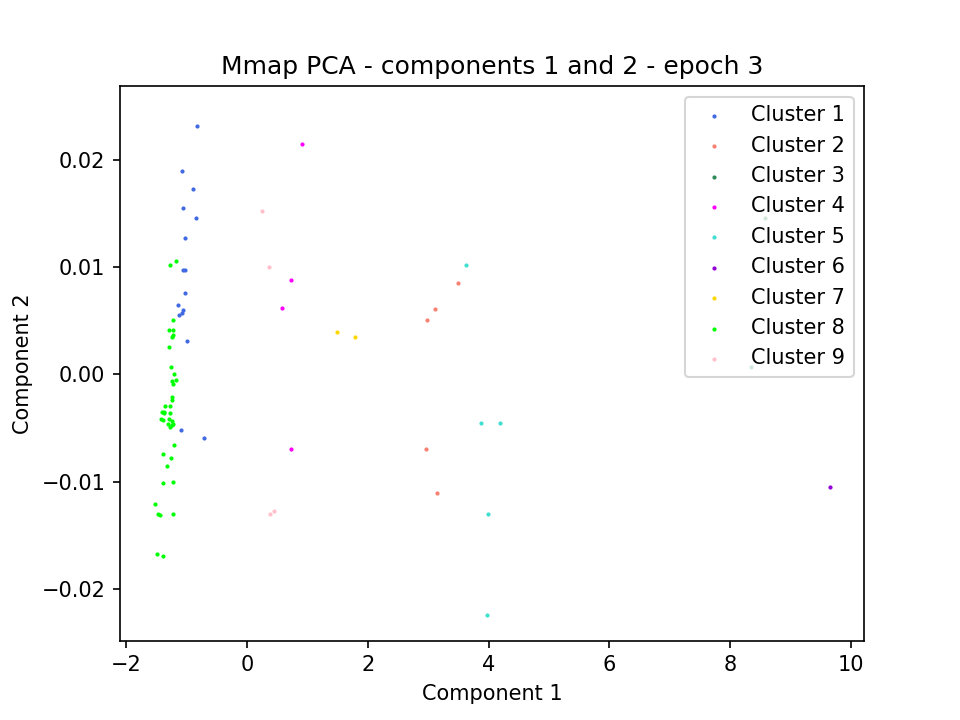 Mmap PCA - components 1 and 2 - epoch 3
Cluster 1
Cluster 2
Cluster 3
Cluster 4
Cluster 5
Cluster 6
Cluster 7
Cluster 8
Cluster 9
0.02
0.01
0.00
−0.01
−0.02
Component 2
−2
0
2
4
6
8
10
Component 1